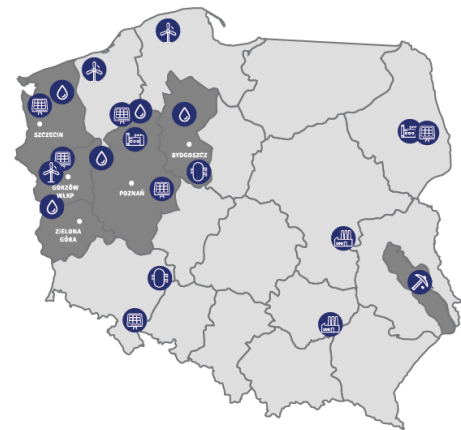 SZCZECIN
BYDGOSZCZ
GORZÓW
WLKP
POZNAŃ
ZIELONA
GÓRA